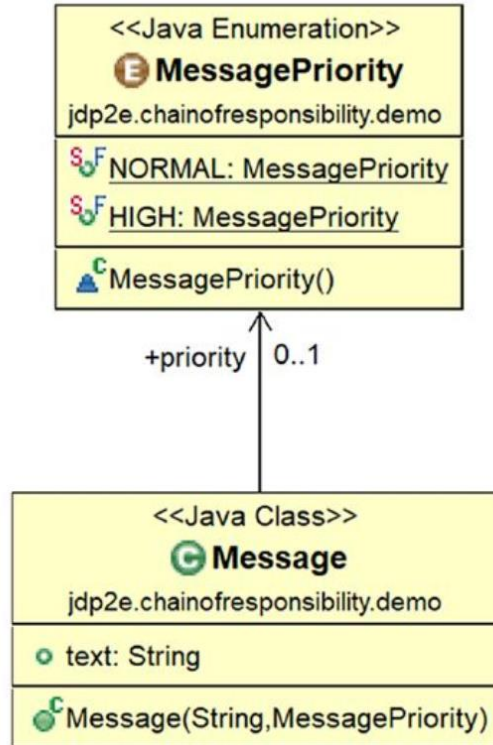 <<Java Enumeration>>
E MessagePriority
jdp2e.chainofresponsibility.demo
S F NORMAL: MessagePriority
S F HIGH: MessagePriority
C MessagePriority()
+priority 0..1
<<Java Class>>
C Message
jdp2e.chainofresponsibility.demo
text: String
C Message(String,MessagePriority)